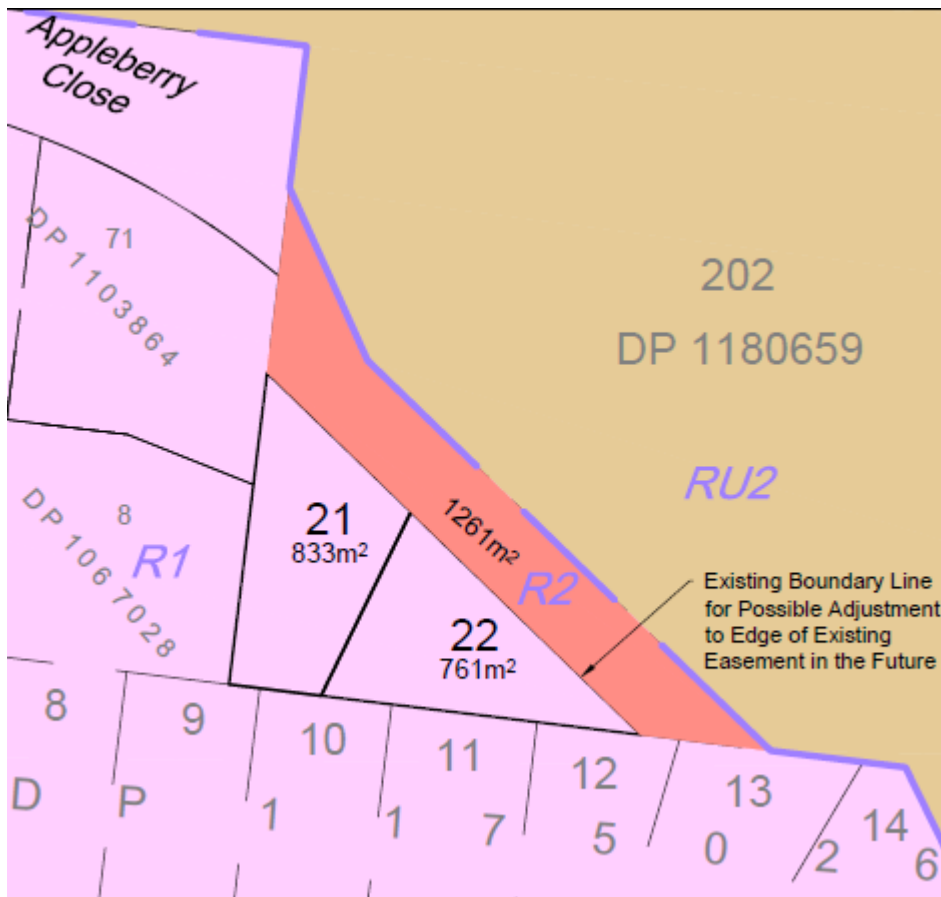 Appleberry
Close
71
DP 1103864
202
DP 1180659
RU2
21
833m²
1261m²
R2
8
DP 1067028
R1
22
761m²
Existing Boundary Line
for Possible Adjustment
to Edge of Existing
Easement in the Future
8
9
10
11
12
13
14
D P 1 1 7 5 0 2 6